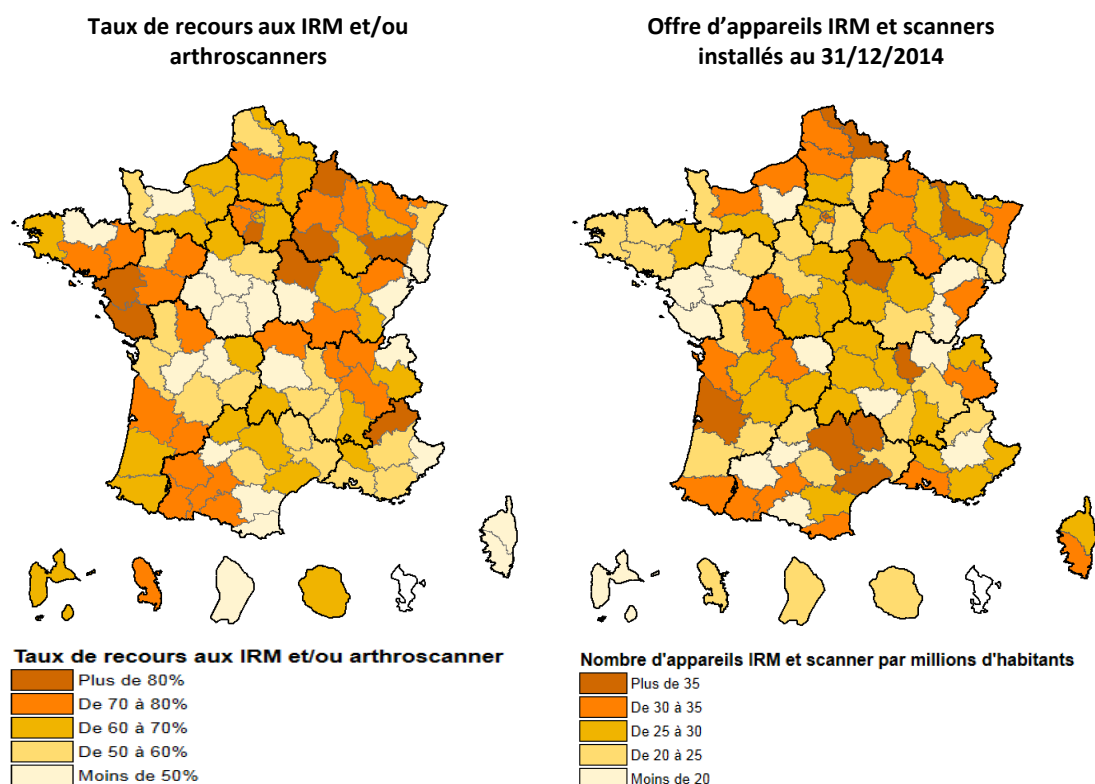 Taux de recours aux IRM et/ou
arthroscanners
Offre d'appareils IRM et scanners
installés au 31/12/2014
Taux de recours aux IRM et/ou arthroscanner
Plus de 80%
De 70 à 80%
De 60 à 70%
De 50 à 60%
Moins de 50%
Nombre d'appareils IRM et scanner par millions d'habitants
Plus de 35
De 30 à 35
De 25 à 30
De 20 à 25
Moins de 20